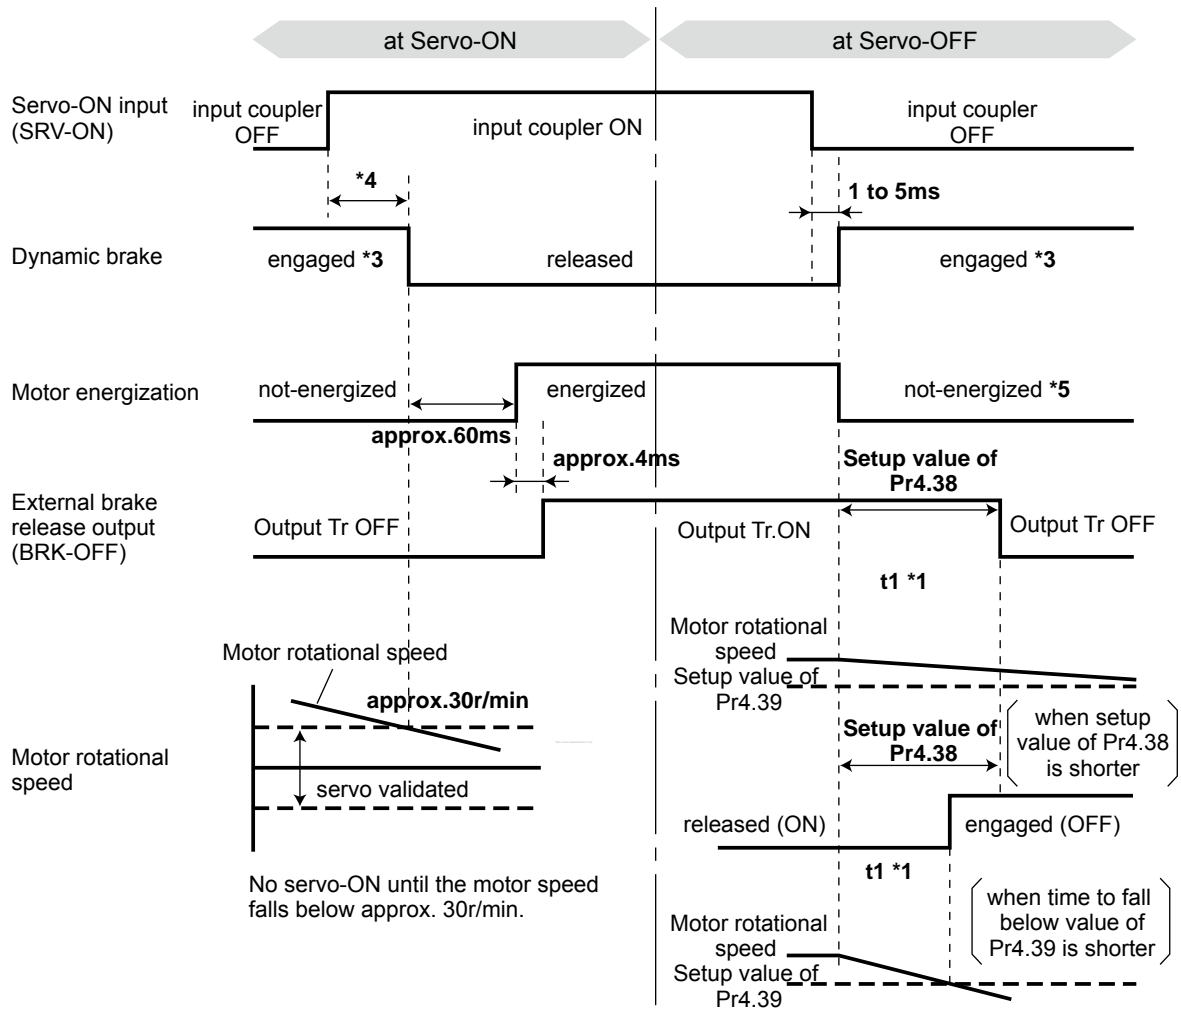 at Servo-ON
at Servo-OFF
Servo-ON input
(SRV-ON)
input coupler
OFF
input coupler ON
input coupler
OFF
*4
1 to 5ms
Dynamic brake
engaged *3
released
engaged *3
Motor energization
not-energized
energized
not-energized *5
approx.60ms
approx.4ms
Setup value of
Pr4.38
External brake
release output
(BRK-OFF)
Output Tr OFF
Output Tr.ON
Output Tr OFF
t1 *1
Motor rotational
speed
Setup value of
Pr4.39
Motor rotational speed
approx.30r/min
Setup value of
Pr4.38
when setup
value of Pr4.38
is shorter
Motor rotational
speed
servo validated
released (ON)
engaged (OFF)
t1 *1
No servo-ON until the motor speed
falls below approx. 30r/min.
when time to fall
below value of
Pr4.39 is shorter
Motor rotational
speed
Setup value of
Pr4.39